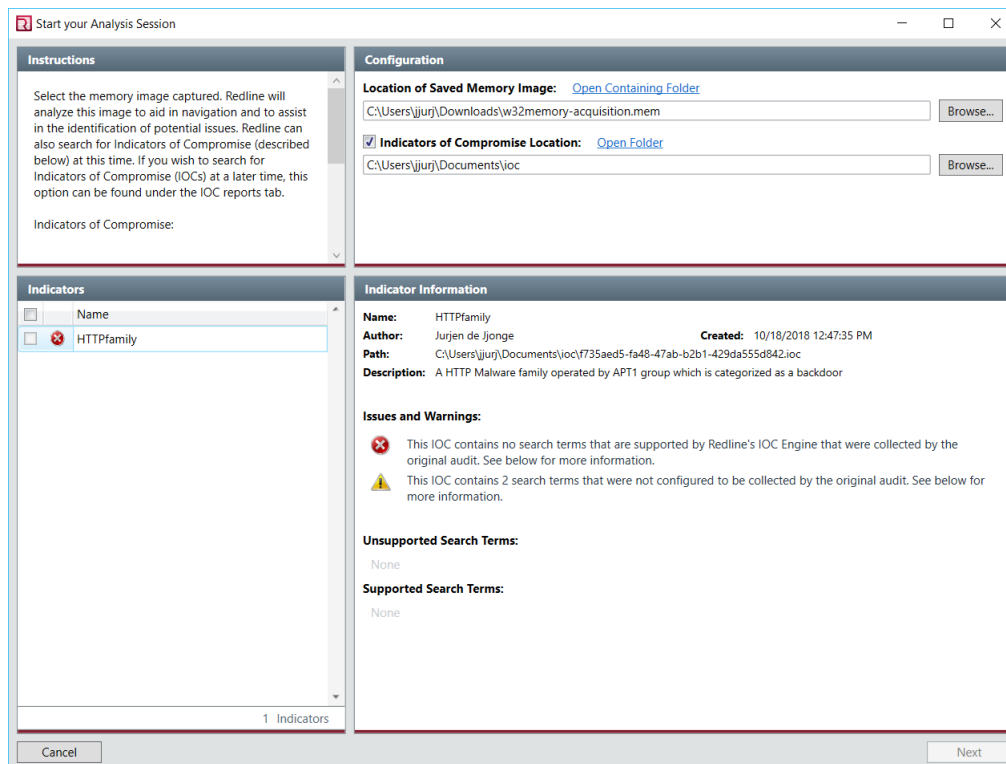 Start your Analysis Session
Instructions
Select the memory image captured. Redline will
analyze this image to aid in navigation and to assist
in the identification of potential issues. Redline can
also search for Indicators of Compromise (described
below) at this time. If you wish to search for
Indicators of Compromise (IOCs) at a later time, this
option can be found under the IOC reports tab.
Indicators of Compromise:
Configuration
Location of Saved Memory Image: Open Containing Folder
C:\Users\jjurj\Downloads\w32memory-acquisition.mem Browse...
Indicators of Compromise Location: Open Folder
C:\Users\jjurj\Documents\ioc Browse...
Indicators
Name
HTTPfamily
1 Indicators
Indicator Information
Name: HTTPfamily
Author: Jurjen de Jjonge Created: 10/18/2018 12:47:35 PM
Path: C:\Users\jjurj\Documents\ioc\f735aed5-fa48-47ab-b2b1-429da555d842.ioc
Description: A HTTP Malware family operated by APT1 group which is categorized as a backdoor
Issues and Warnings:
This IOC contains no search terms that are supported by Redline's IOC Engine that were collected by the
original audit. See below for more information.
This IOC contains 2 search terms that were not configured to be collected by the original audit. See below for
more information.
Unsupported Search Terms:
None
Supported Search Terms:
None
Cancel
Next